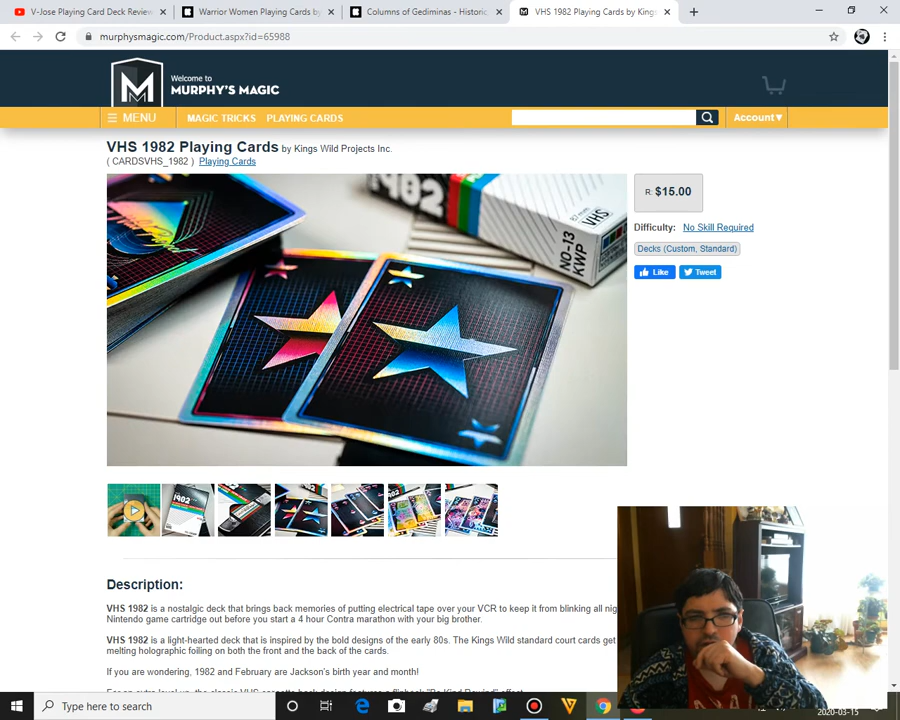 V-Jose Playing Card Deck Review
Warrior Women Playing Cards by
Columns of Gediminas - Historic
VHS 1982 Playing Cards by Kings
murphysmagic.com/Product.aspx?id=65988
Welcome to
MURPHY'S MAGIC
M
MENU
MAGIC TRICKS
PLAYING CARDS
Account
VHS 1982 Playing Cards by Kings Wild Projects Inc.
( CARDSVHS_1982 ) Playing Cards
R: $15.00
Difficulty: No Skill Required
Decks (Custom, Standard)
Like
Tweet
VHS
NO-13
KWP
1982
Description:
VHS 1982 is a nostalgic deck that brings back memories of putting electrical tape over your VCR to keep it from blinking all nig
Nintendo game cartridge out before you start a 4 hour Contra marathon with your big brother.
VHS 1982 is a light-hearted deck that is inspired by the bold designs of the early 80s. The Kings Wild standard court cards get
melting holographic foiling on both the front and the back of the cards.
If you are wondering, 1982 and February are Jackson's birth year and month!
Type here to search
2020-03-15